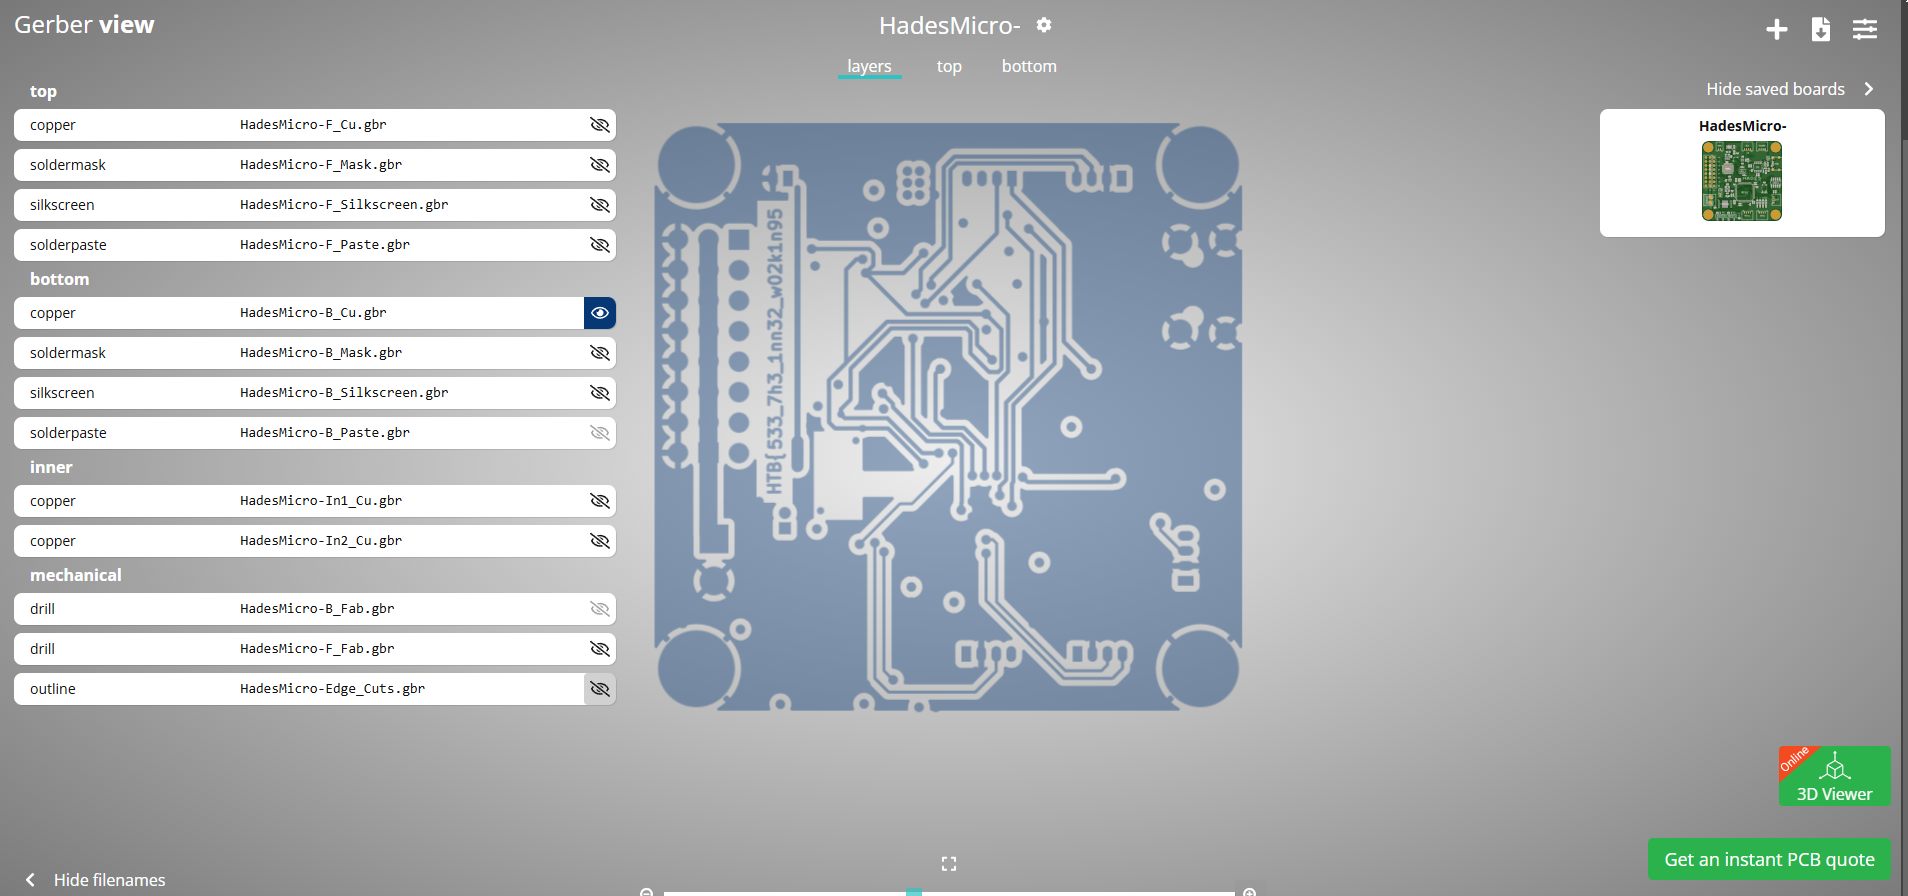 Gerber view
HadesMicro-
layers top bottom
Hide saved boards
HadesMicro-
top
copper HadesMicro-F_Cu.gbr
soldermask HadesMicro-F_Mask.gbr
silkscreen HadesMicro-F_Silkscreen.gbr
solderpaste HadesMicro-F_Paste.gbr
bottom
copper HadesMicro-B_Cu.gbr
soldermask HadesMicro-B_Mask.gbr
silkscreen HadesMicro-B_Silkscreen.gbr
solderpaste HadesMicro-B_Paste.gbr
inner
copper HadesMicro-In1_Cu.gbr
copper HadesMicro-In2_Cu.gbr
mechanical
drill HadesMicro-B_Fab.gbr
drill HadesMicro-F_Fab.gbr
outline HadesMicro-Edge_Cuts.gbr
HTB{533_7h3_1nn32_w02k1n95
Online
3D Viewer
Get an instant PCB quote
Hide filenames